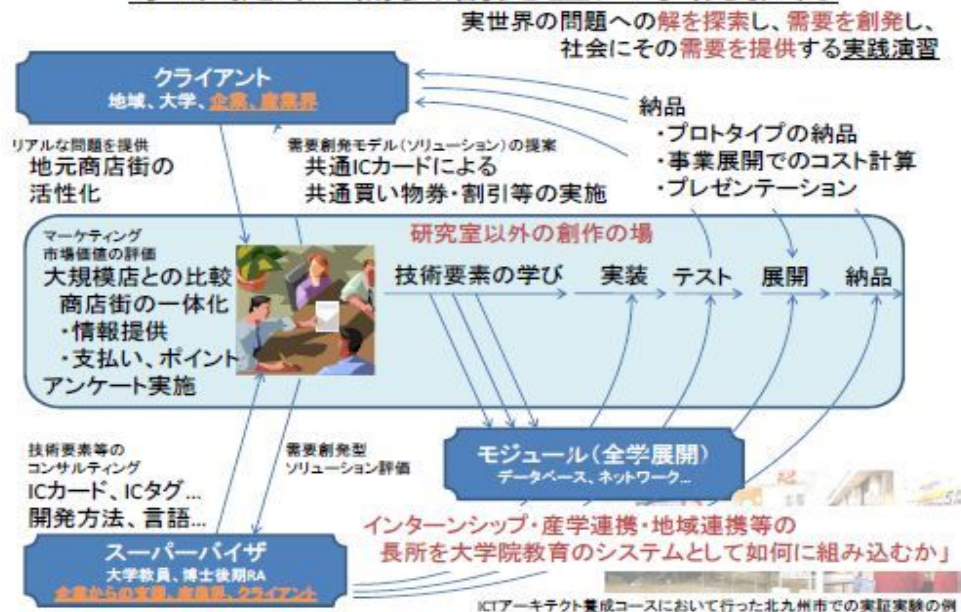 実世界の問題への解を探索し、需要を創発し、
社会にその需要を提供する実践演習
クライアント
地域、大学、企業、産業界
納品
・プロトタイプの納品
・事業展開でのコスト計算
・プレゼンテーション
リアルな問題を提供
地元商店街の
活性化
需要創発モデル(ソリューション)の提案
共通ICカードによる
共通買い物券・割引等の実施
マーケティング
市場価値の評価
大規模店との比較
商店街の一体化
・情報提供
・支払い、ポイント
アンケート実施
研究室以外の創作の場
技術要素の学び
実装
テスト
展開
納品
技術要素等の
コンサルティング
ICカード、ICタグ...
開発方法、言語...
需要創発型
ソリューション評価
モジュール(全学展開)
データベース、ネットワーク...
インターンシップ・産学連携・地域連携等の
長所を大学院教育のシステムとして如何に組み込むか」
スーパーバイザ
大学教員、博士後期RA
ICTアーキテクト養成コースにおいて行った北九州市での実証実験の例